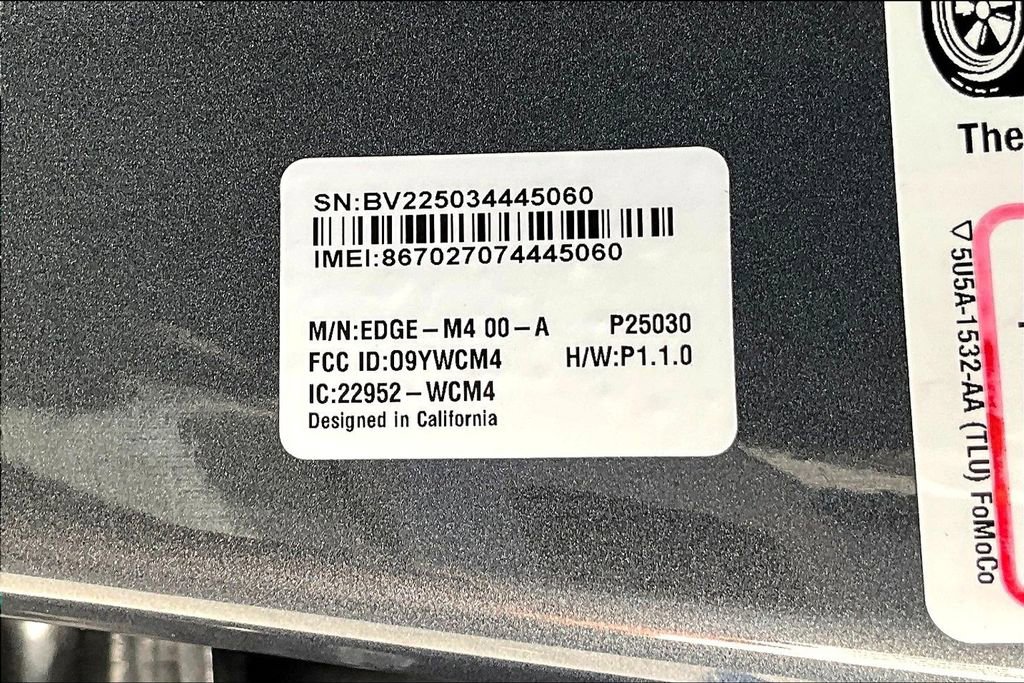 SN:BV225034445060
IMEI:867027074445060
M/N:EDGE-M4 00-A P25030
FCC ID:O9YWCM4 H/W:P1.1.0
IC:22952-WCM4
Designed in California
The
5U5A-1532-AA (TLU) FoMoCo